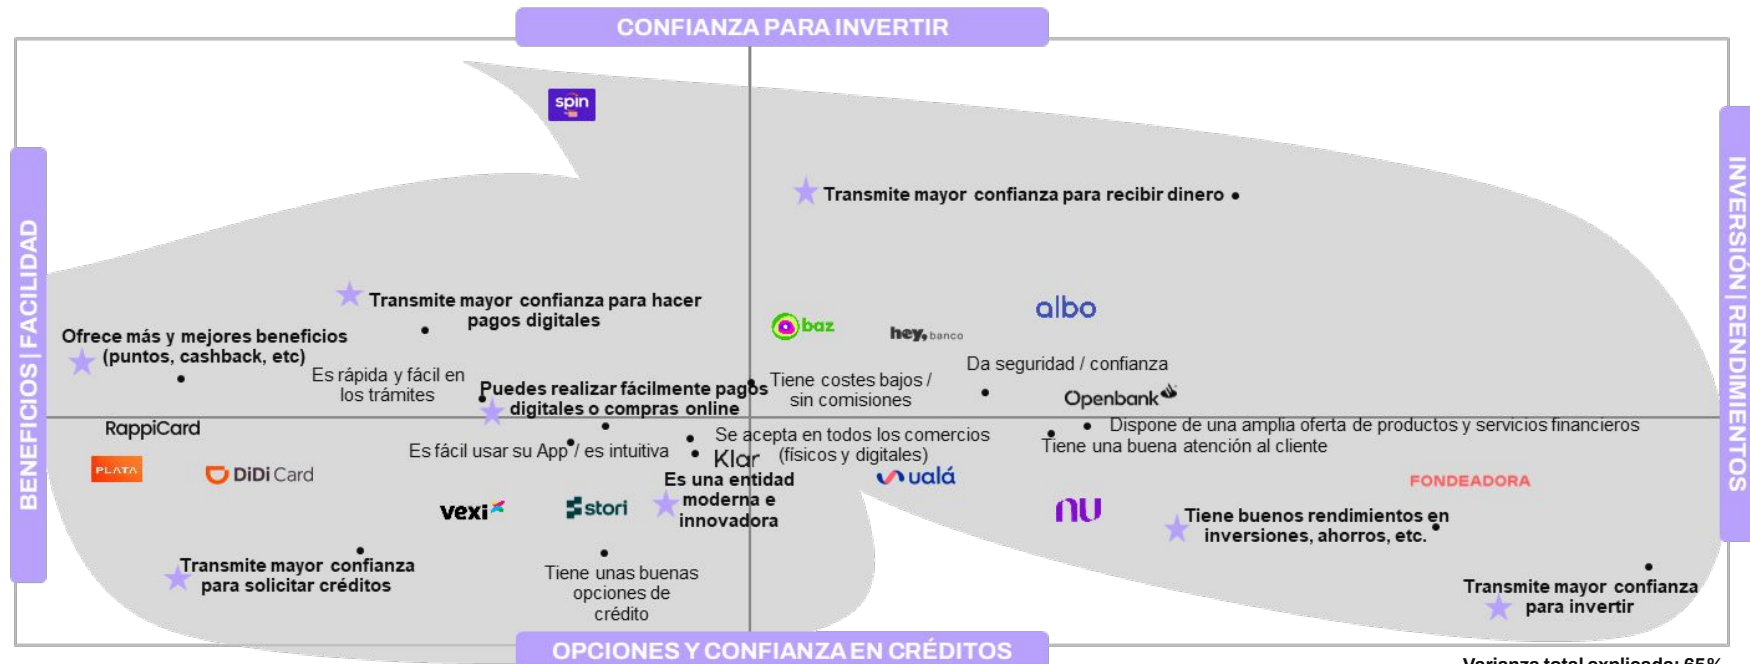 CONFIANZA PARA INVERTIR
spin
Transmite mayor confianza para recibir dinero
Transmite mayor confianza para hacer
pagos digitales
albo
baz
hey, banco
Ofrece más y mejores beneficios
(puntos, cashback, etc)
Es rápida y fácil en
los trámites
Da seguridad / confianza
Puedes realizar fácilmente pagos
digitales o compras online
Tiene costes bajos /
sin comisiones
Openbank
BENEFICIOS | FACILIDAD
INVERSIÓN | RENDIMIENTOS
RappiCard
Dispone de una amplia oferta de productos y servicios financieros
Se acepta en todos los comercios
(físicos y digitales)
Tiene una buena atención al cliente
Es fácil usar su App / es intuitiva
Klar
PLATA
DiDi Card
ualá
FONDEADORA
Es una entidad
moderna e
innovadora
vexi
stori
nu
Tiene buenos rendimientos en
inversiones, ahorros, etc.
Transmite mayor confianza
para solicitar créditos
Tiene unas buenas
opciones de
crédito
Transmite mayor confianza
para invertir
OPCIONES Y CONFIANZA EN CRÉDITOS
Varianza total explicada: 65%